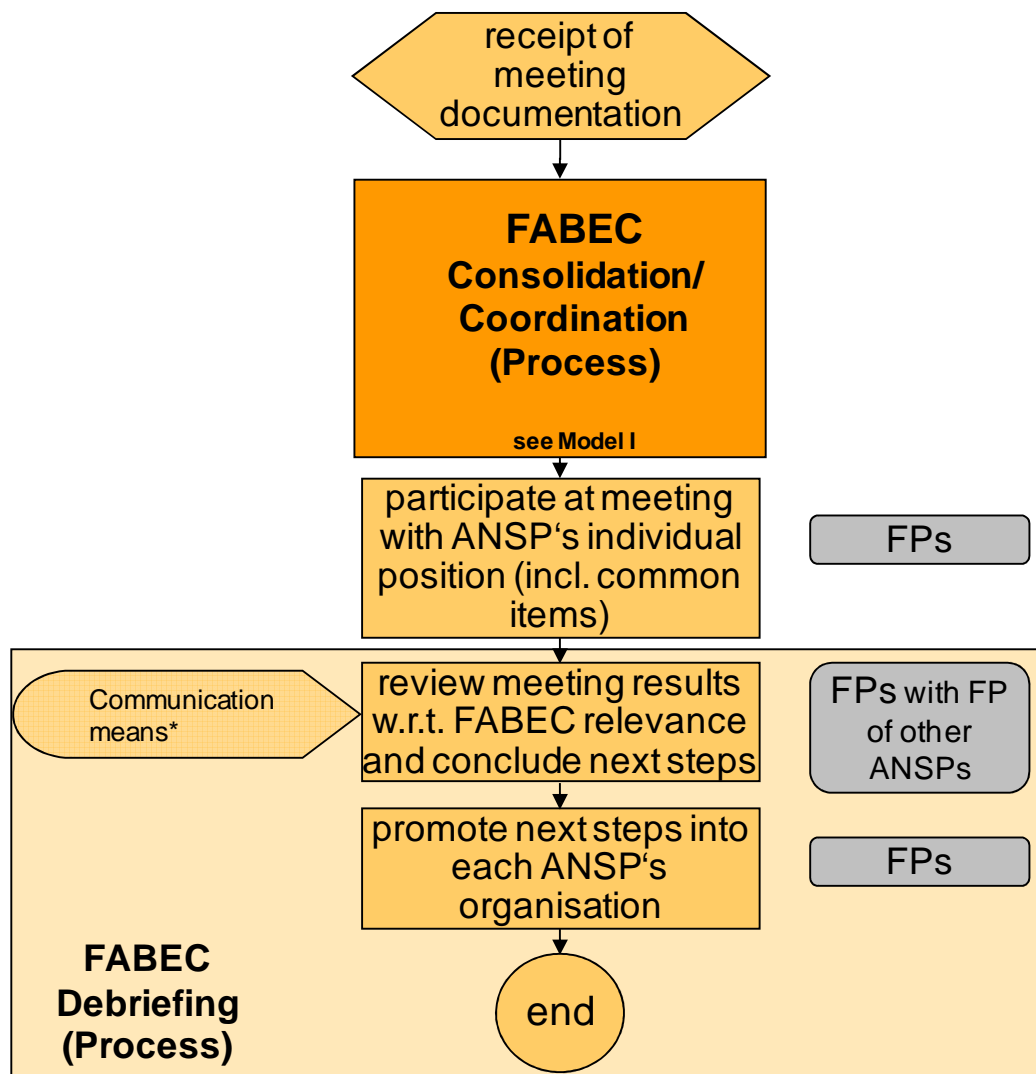 receipt of
meeting
documentation
FABEC
Consolidation/
Coordination
(Process)
see Model I
participate at meeting
with ANSP‘s individual
position (incl. common
items)
FPs
Communication
means*
review meeting results
w.r.t. FABEC relevance
and conclude next steps
FPs with FP
of other
ANSPs
promote next steps into
each ANSP‘s
organisation
FPs
FABEC
Debriefing
(Process)
end